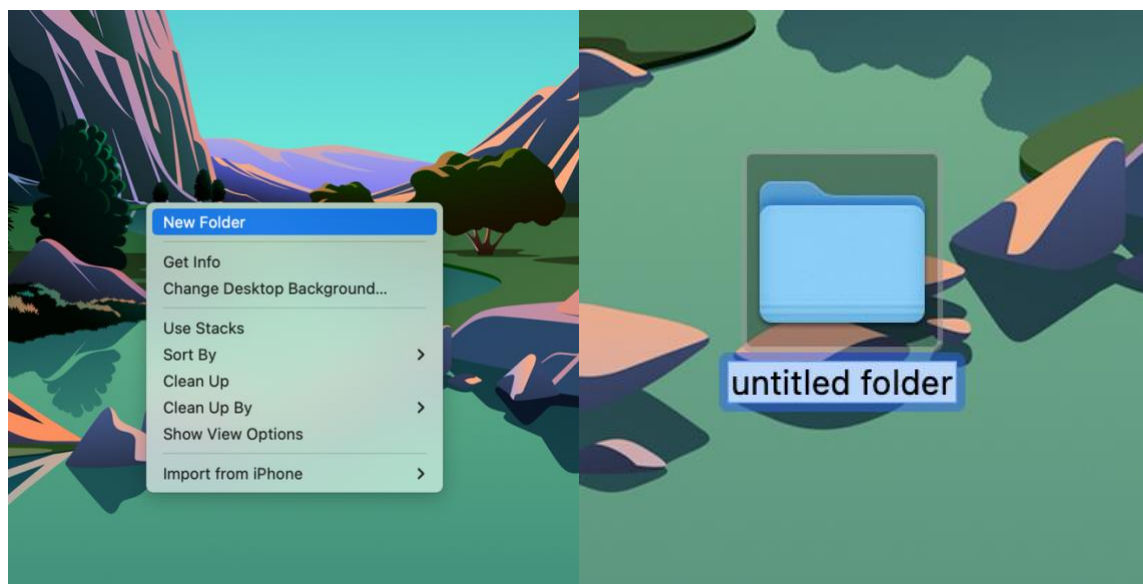 New Folder
Get Info
Change Desktop Background...
Use Stacks
Sort By
Clean Up
Clean Up By
Show View Options
Import from iPhone
untitled folder